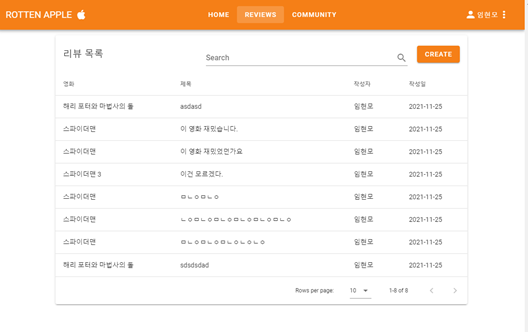 ROTTEN APPLE HOME REVIEWS COMMUNITY 임현모
리뷰 목록 Search CREATE
영화 제목 작성자 작성일
해리 포터와 마법사의 돌 asdasd 임현모 2021-11-25
스파이더맨 이 영화 재밌습니다. 임현모 2021-11-25
스파이더맨 이 영화 재밌었던가요 임현모 2021-11-25
스파이더맨 3 이건 모르겠다. 임현모 2021-11-25
스파이더맨 ㅁㄴㅇㅁㄴㅇ 임현모 2021-11-25
스파이더맨 ㄴㅇㅁㄴㅇㅁㄴㅇㅁㄴㅇㅁㄴㅇㅁㄴㅇ 임현모 2021-11-25
스파이더맨 ㅁㄴㅇㅁㄴㅇㅁㄴㅇㄴㅇㄴㅇ 임현모 2021-11-25
해리 포터와 마법사의 돌 sdsdsdad 임현모 2021-11-25
Rows per page: 10 1-8 of 8